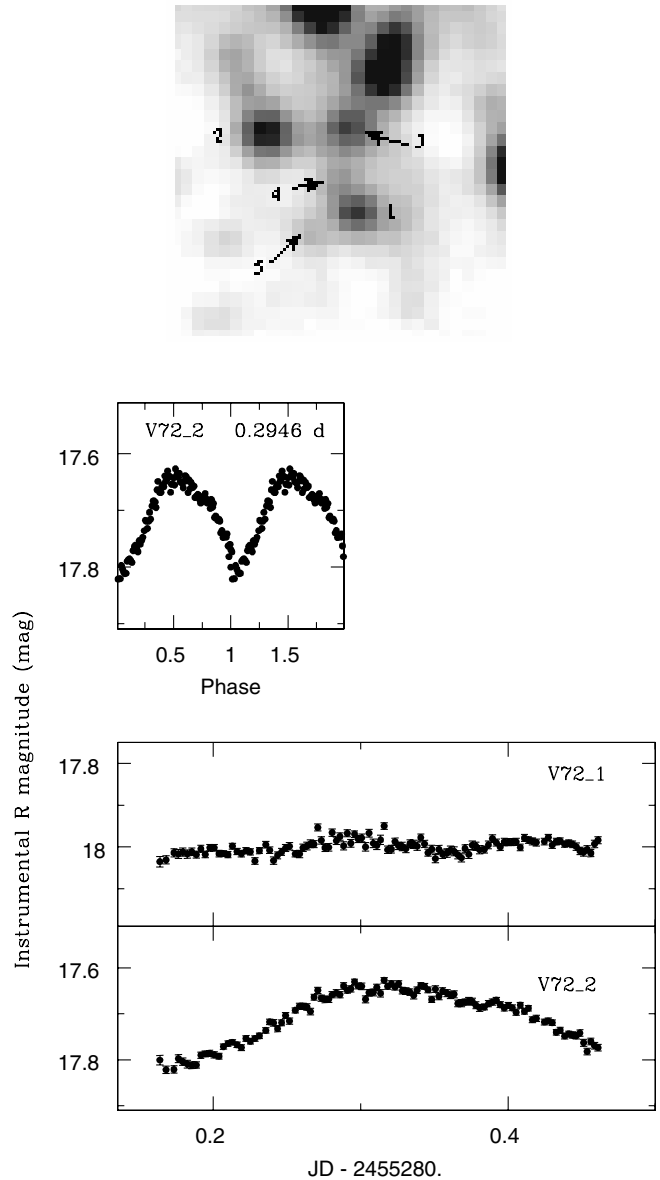 2
3
4
1
5
V72_2 0.2946 d
17.6
17.8
0.5 1 1.5
Phase
Instrumental R magnitude (mag)
17.8
V72_1
18
17.6
V72_2
17.8
0.2 0.4
JD - 2455280.